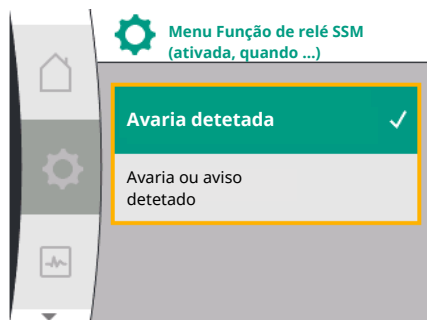 Menu Função de relé SSM
(ativada, quando ...)
Avaria detetada
Avaria ou aviso
detetado